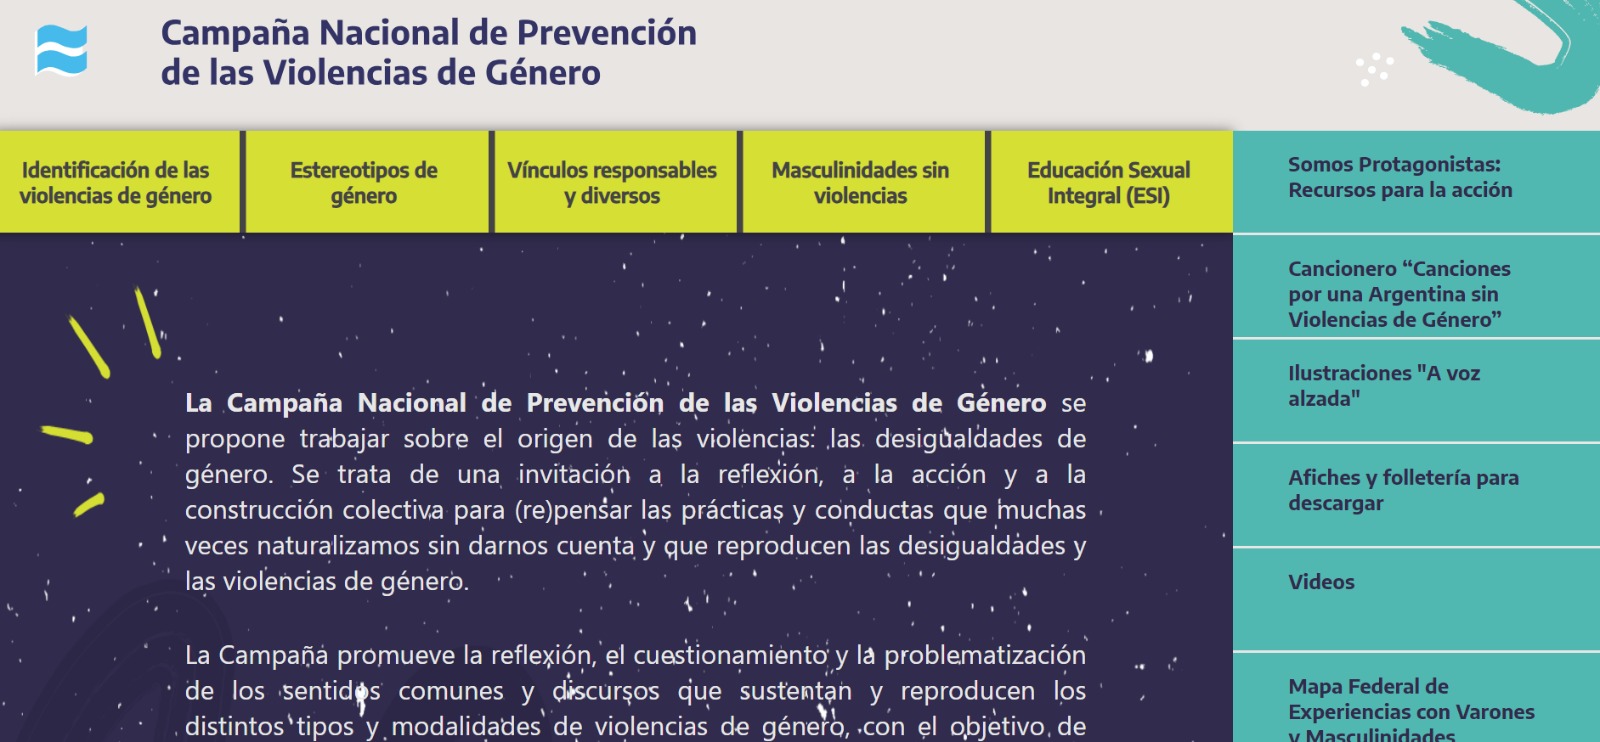 Campaña Nacional de Prevención
de las Violencias de Género
Identificación de las
violencias de género
Estereotipos de
género
Vínculos responsables
y diversos
Masculinidades sin
violencias
Educación Sexual
Integral (ESI)
Somos Protagonistas:
Recursos para la acción
Cancionero “Canciones
por una Argentina sin
Violencias de Género”
Ilustraciones "A voz
alzada"
Afiches y folletería para
descargar
Videos
Mapa Federal de
Experiencias con Varones
y Masculinidades
La Campaña Nacional de Prevención de las Violencias de Género se
propone trabajar sobre el origen de las violencias: las desigualdades de
género. Se trata de una invitación a la reflexión, a la acción y a la
construcción colectiva para (re)pensar las prácticas y conductas que muchas
veces naturalizamos sin darnos cuenta y que reproducen las desigualdades y
las violencias de género.
La Campaña promueve la reflexión, el cuestionamiento y la problematización
de los sentidos comunes y discursos que sustentan y reproducen los
distintos tipos y modalidades de violencias de género, con el objetivo de